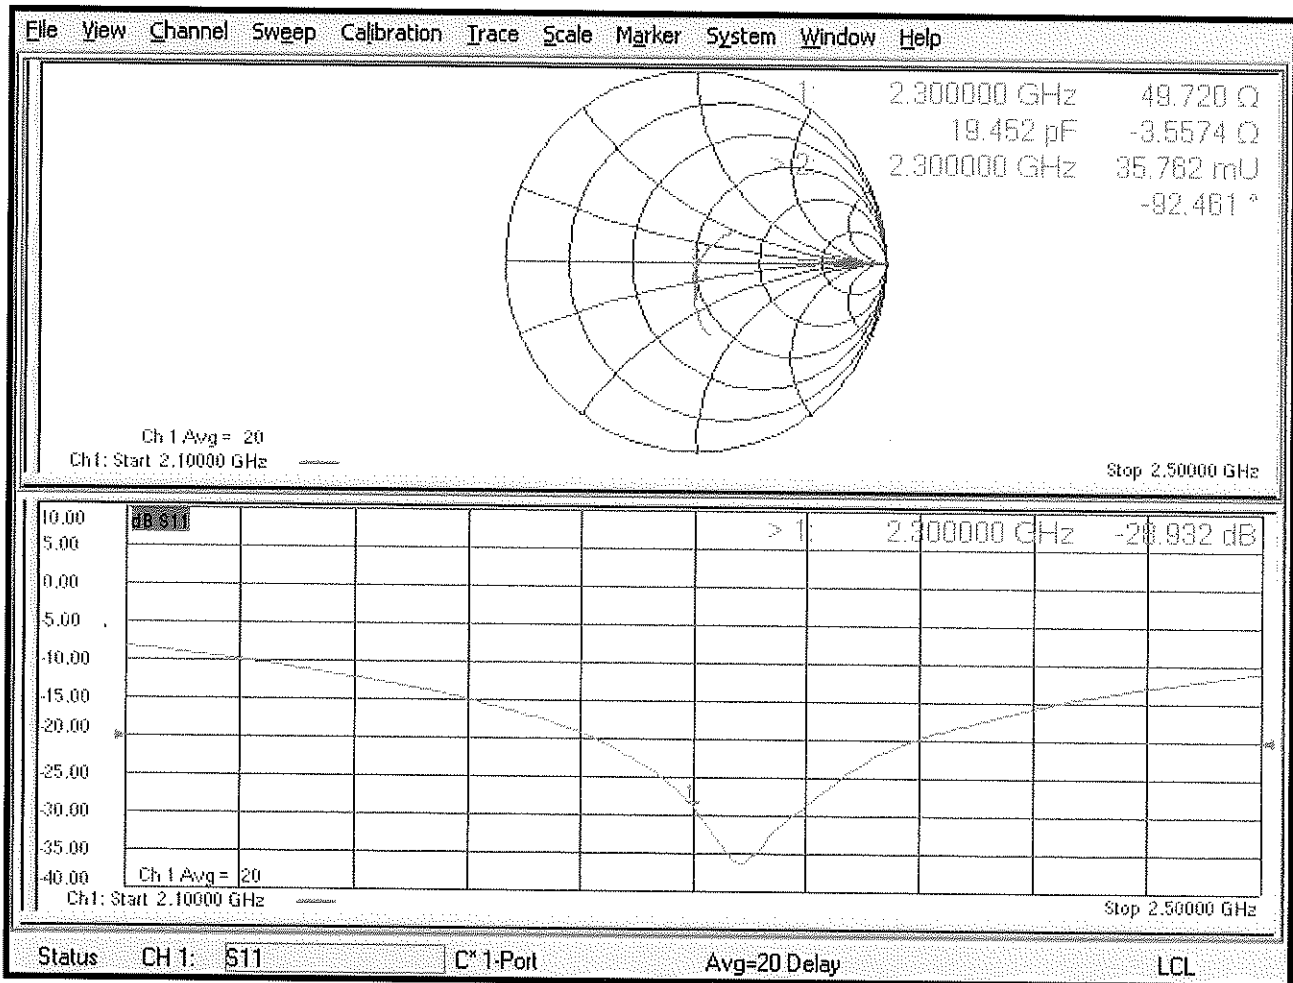 File View Channel Sweep Calibration Trace Scale Marker System Window Help
1: 2.300000 GHz 49.720 Ω
19.452 pF -3.5574 Ω
> 2: 2.300000 GHz 35.762 mU
-92.461 °
Ch 1 Avg = 20
Ch1: Start 2.10000 GHz
Stop 2.50000 GHz
10.00 dB S11
> 1: 2.300000 GHz -28.932 dB
5.00
0.00
-5.00
-10.00
-15.00
-20.00
-25.00
1
-30.00
-35.00
-40.00
Ch 1 Avg = 20
Ch1: Start 2.10000 GHz
Stop 2.50000 GHz
Status CH 1: S11 C* 1-Port Avg=20 Delay LCL